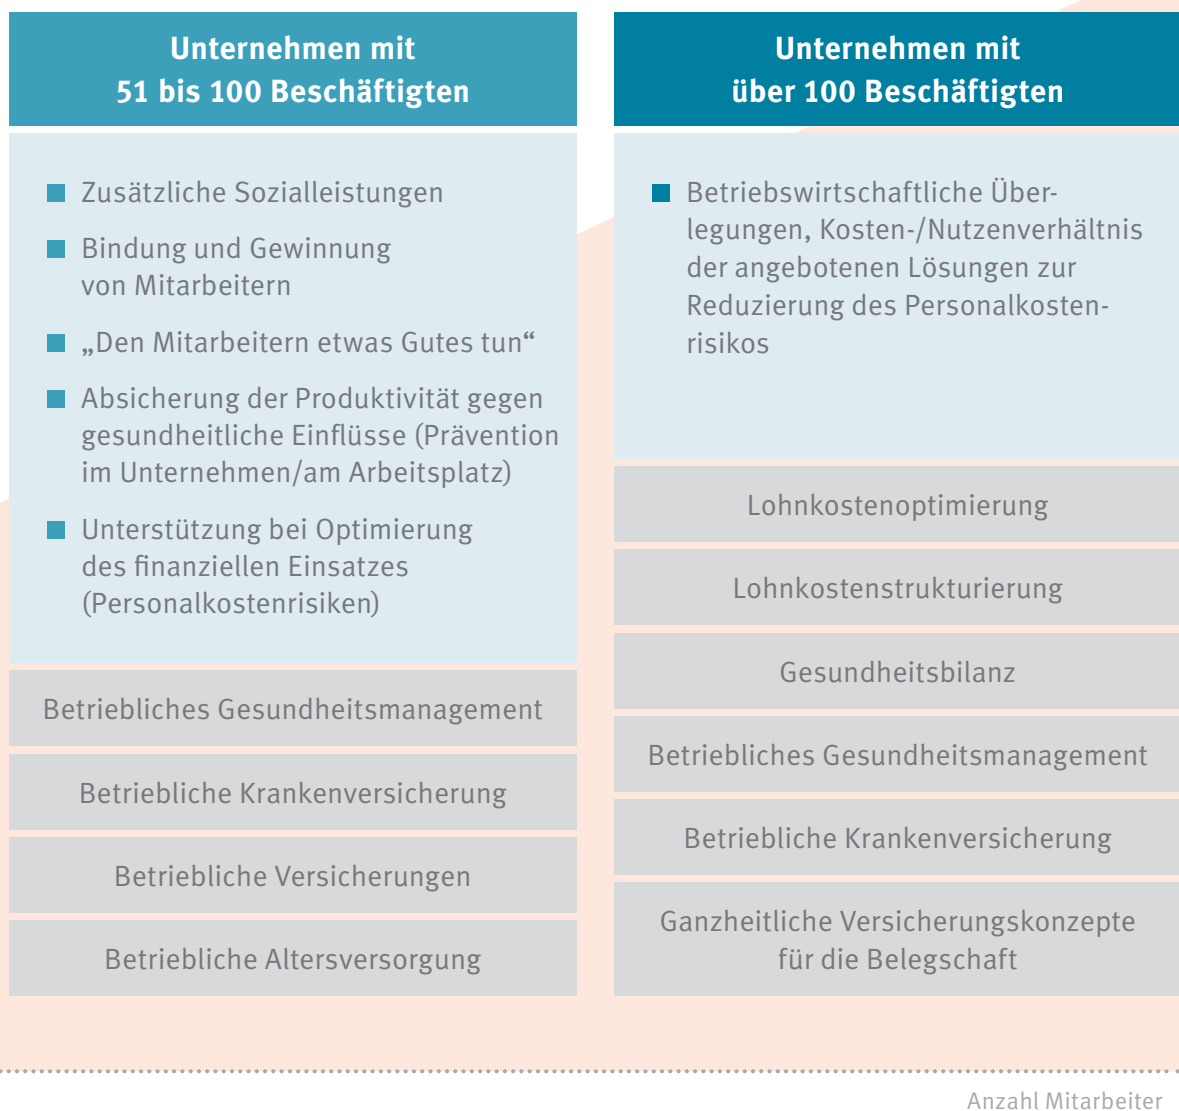 Unternehmen mit
51 bis 100 Beschäftigten
Zusätzliche Sozialleistungen
Bindung und Gewinnung
von Mitarbeitern
„Den Mitarbeitern etwas Gutes tun“
Absicherung der Produktivität gegen
gesundheitliche Einflüsse (Prävention
im Unternehmen/am Arbeitsplatz)
Unterstützung bei Optimierung
des finanziellen Einsatzes
(Personalkostenrisiken)
Betriebliches Gesundheitsmanagement
Betriebliche Krankenversicherung
Betriebliche Versicherungen
Betriebliche Altersversorgung
Unternehmen mit
über 100 Beschäftigten
Betriebswirtschaftliche Über-
legungen, Kosten-/Nutzenverhältnis
der angebotenen Lösungen zur
Reduzierung des Personalkosten-
risikos
Lohnkostenoptimierung
Lohnkostenstrukturierung
Gesundheitsbilanz
Betriebliches Gesundheitsmanagement
Betriebliche Krankenversicherung
Ganzheitliche Versicherungskonzepte
für die Belegschaft
Anzahl Mitarbeiter